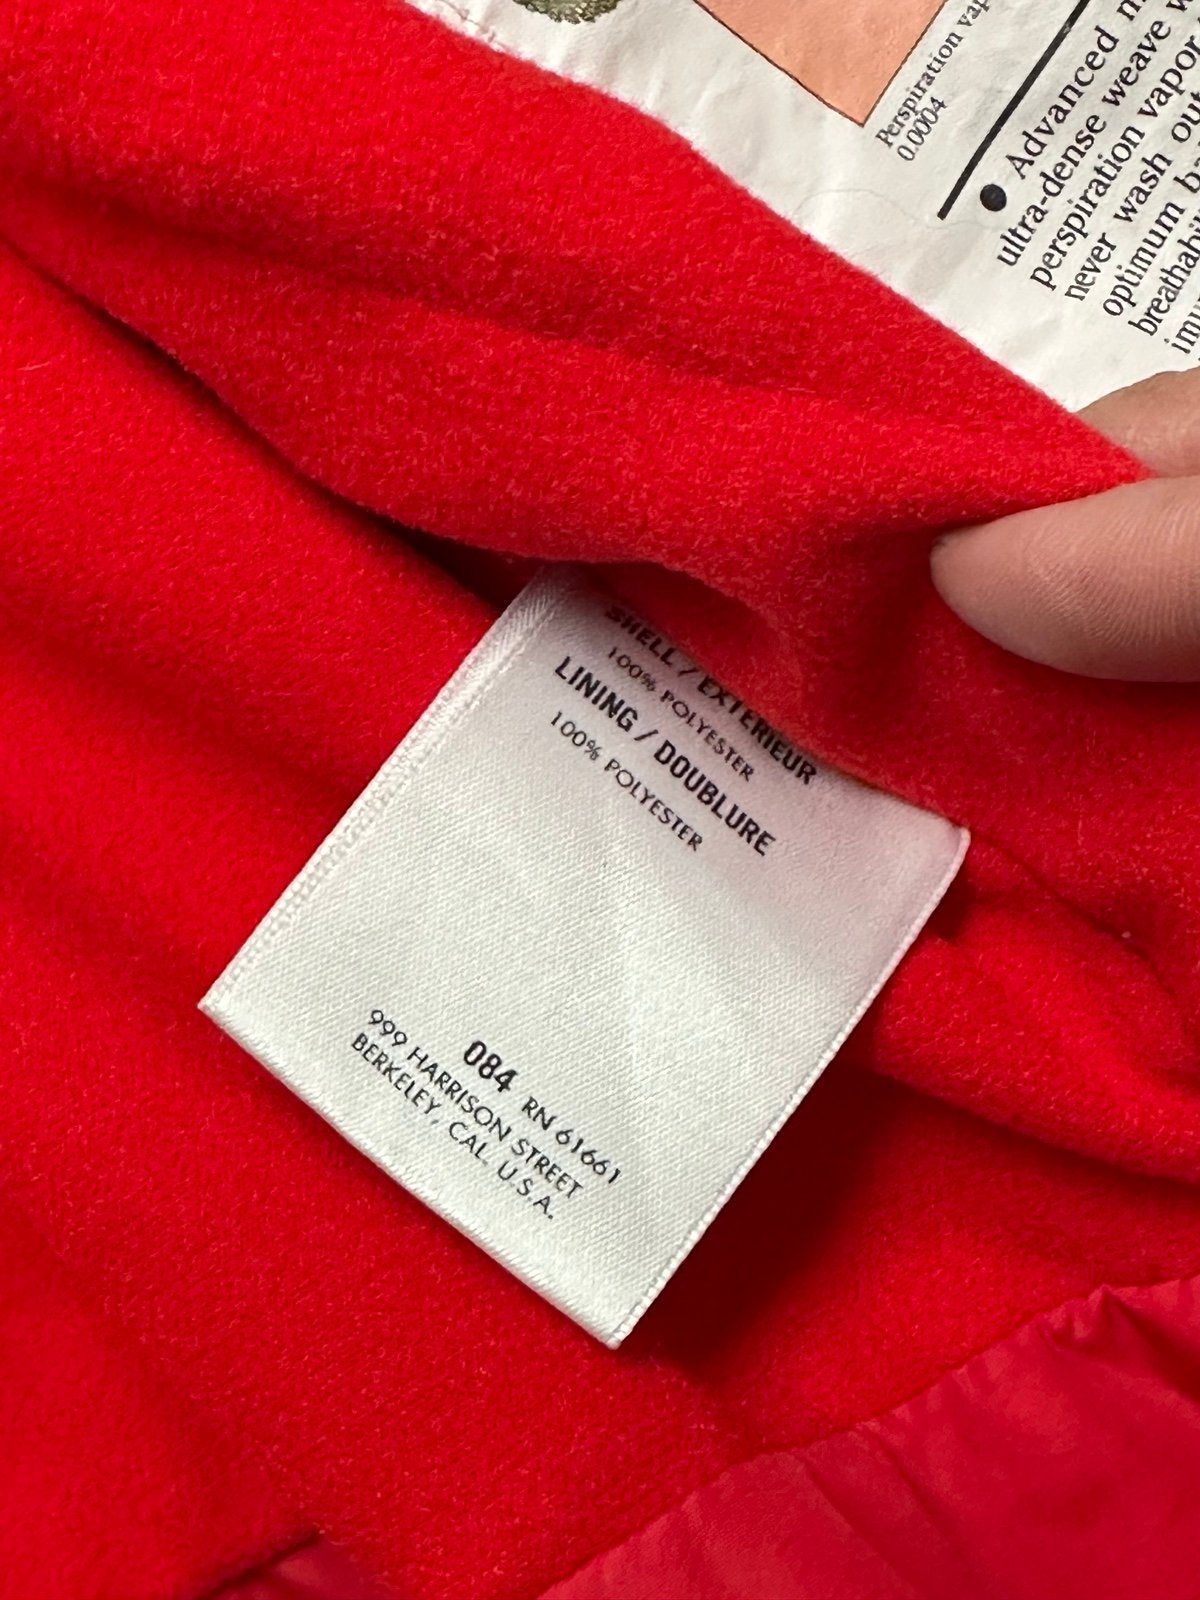 Perspiration vap
0.0004
● Advanced
ultra-dense weave
perspiration vapor
never wash out
optimum
SHELL / EXTERIEUR
100% POLYESTER
LINING / DOUBLURE
100% POLYESTER
084 RN 61661
999 HARRISON STREET
BERKELEY, CAL. U.S.A.